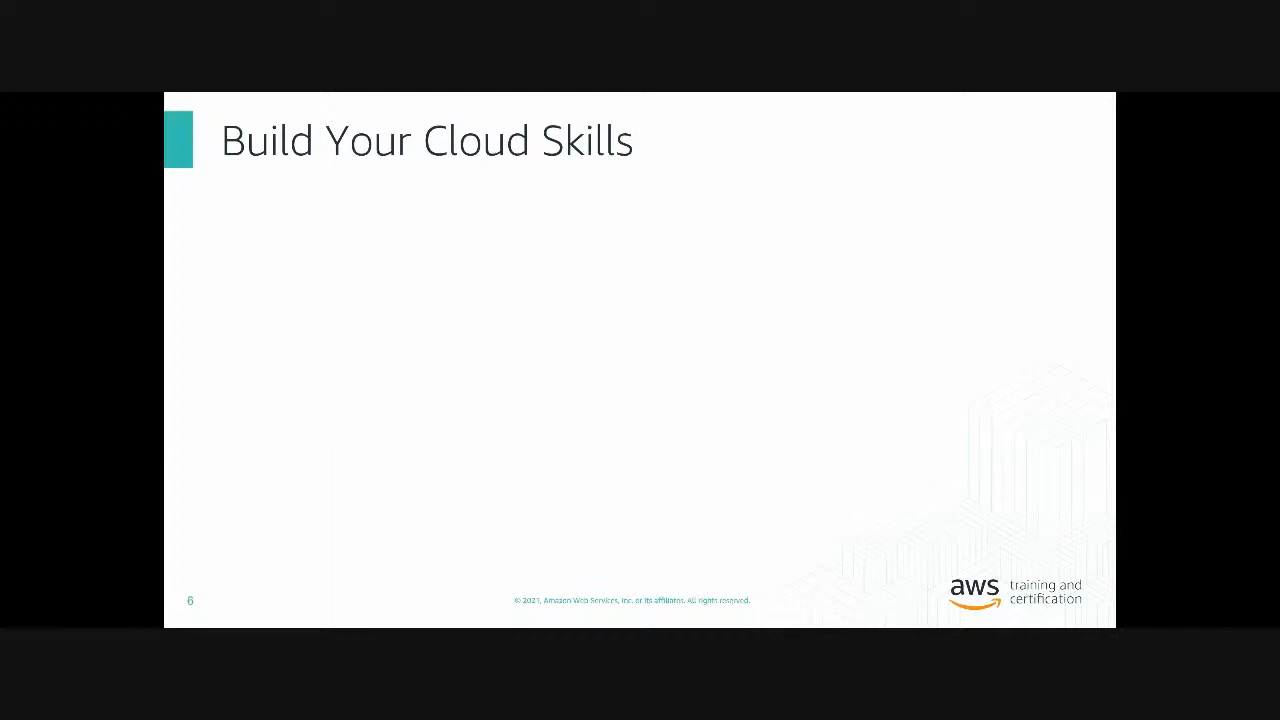 Build Your Cloud Skills
6
© 2021, Amazon Web Services, Inc. or its affiliates. All rights reserved.
aws training and
certification